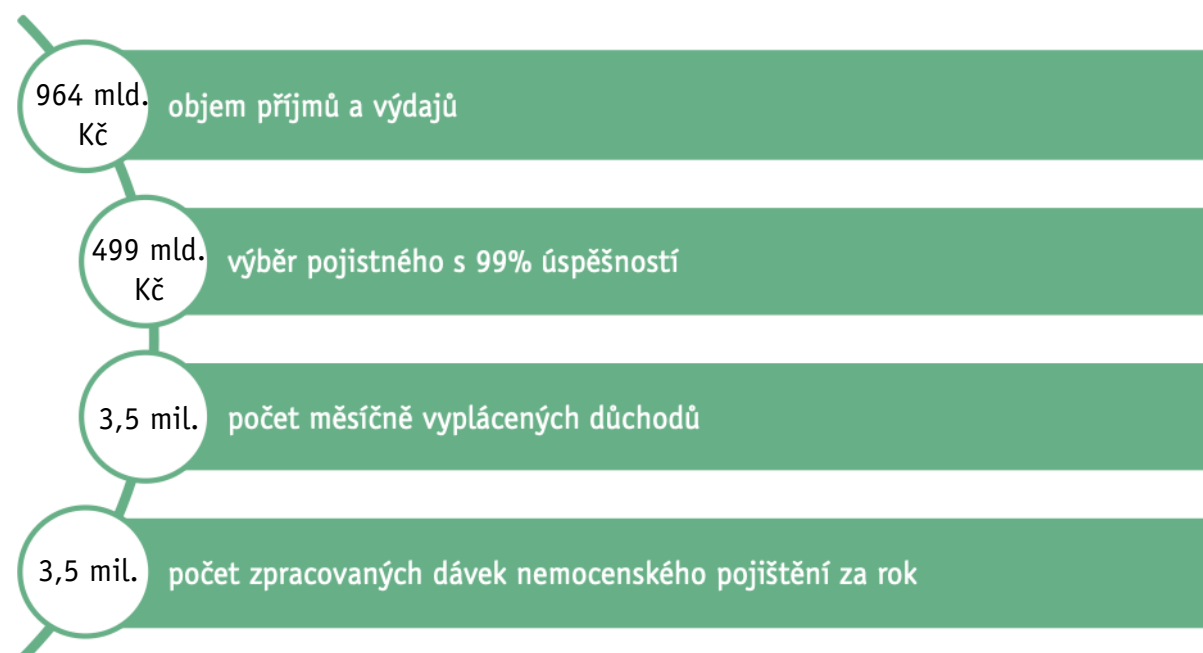 964 mld.
Kč
objem příjmů a výdajů
499 mld.
Kč
výběr pojistného s 99% úspěšností
3,5 mil.
počet měsíčně vyplácených důchodů
3,5 mil.
počet zpracovaných dávek nemocenského pojištění za rok